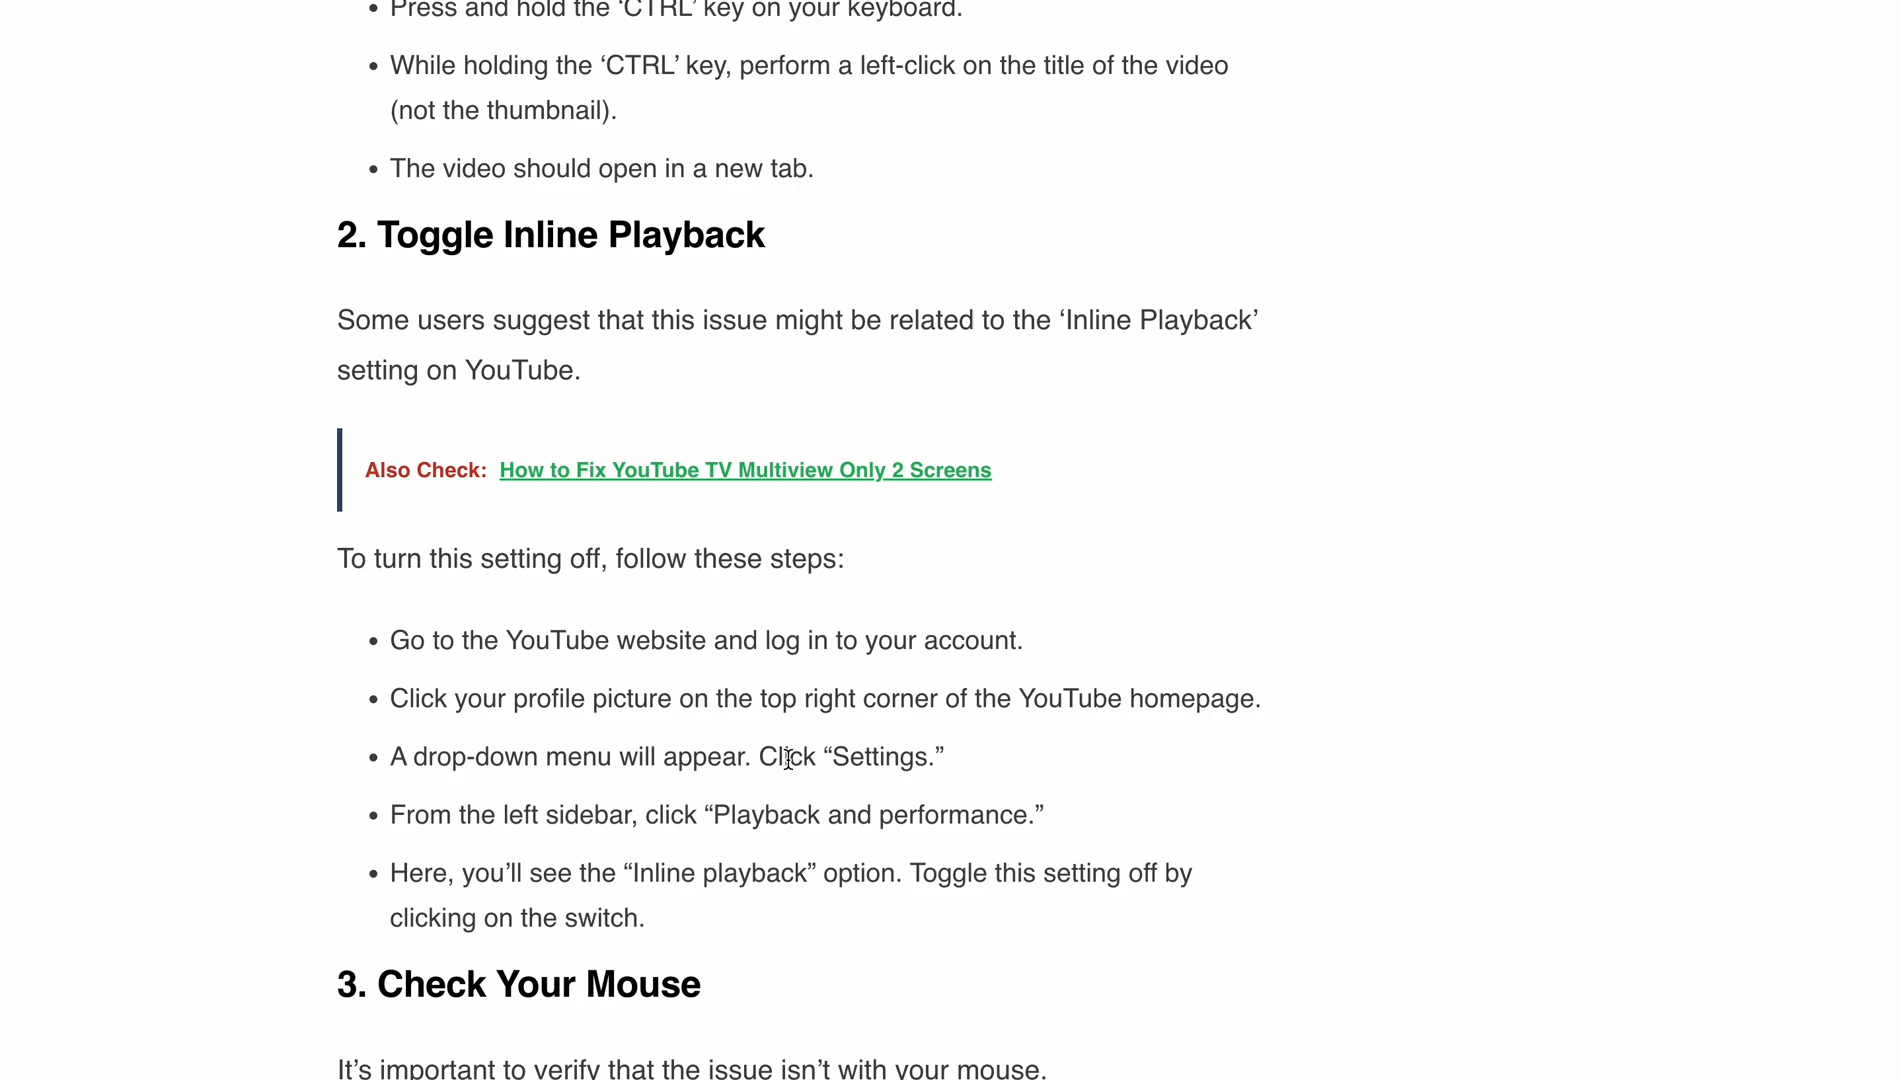 • Press and hold the ‘CTRL’ key on your keyboard.
• While holding the ‘CTRL’ key, perform a left-click on the title of the video
(not the thumbnail).
• The video should open in a new tab.
2. Toggle Inline Playback
Some users suggest that this issue might be related to the ‘Inline Playback’
setting on YouTube.
Also Check: How to Fix YouTube TV Multiview Only 2 Screens
To turn this setting off, follow these steps:
• Go to the YouTube website and log in to your account.
• Click your profile picture on the top right corner of the YouTube homepage.
• A drop-down menu will appear. Click “Settings.”
• From the left sidebar, click “Playback and performance.”
• Here, you’ll see the “Inline playback” option. Toggle this setting off by
clicking on the switch.
3. Check Your Mouse
It’s important to verify that the issue isn’t with your mouse.